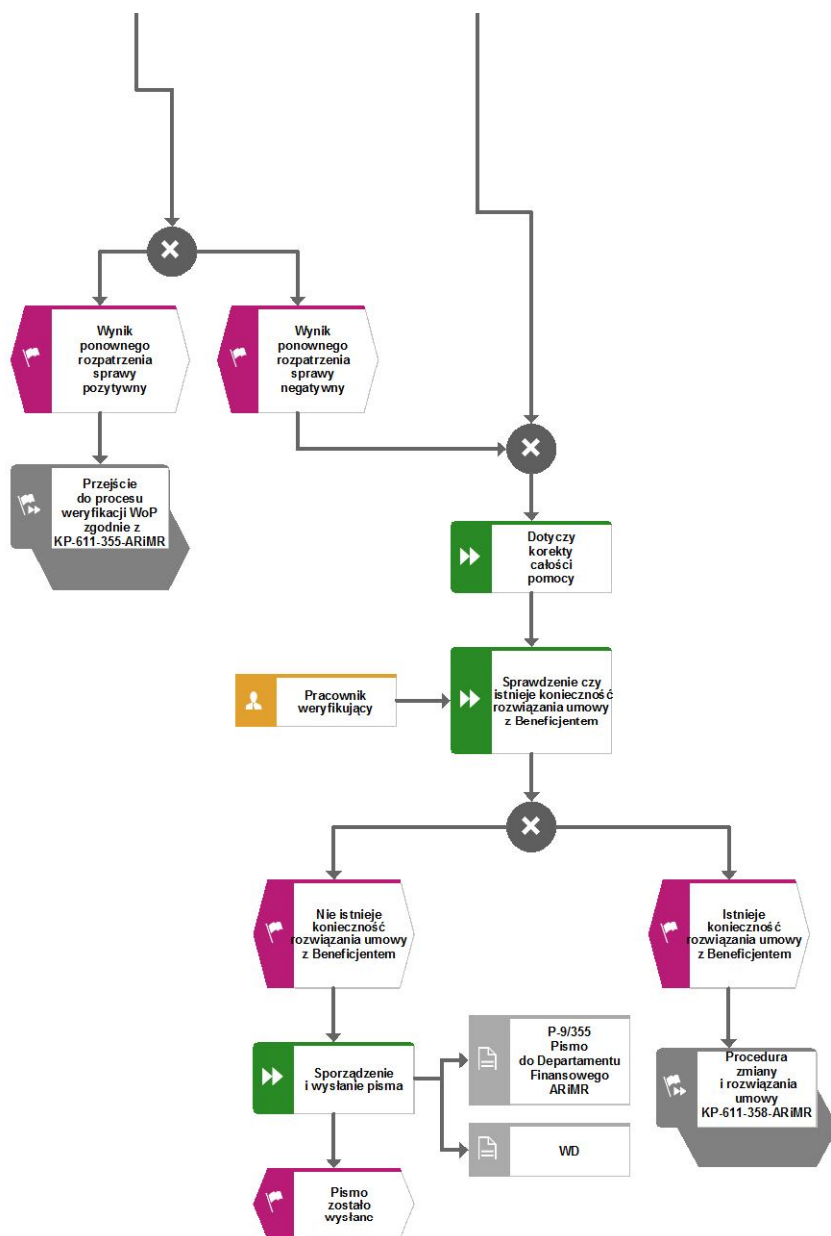 Wynik
ponownego
rozpatrzenia
sprawy
pozytywny
Wynik
ponownego
rozpatrzenia
sprawy
negatywny
Przejście
do procesu
weryfikacji WoP
zgodnie z
KP-611-355-ARiMR
Dotyczy
korekty
całości
pomocy
Pracownik
weryfikujący
Sprawdzenie czy
istnieje konieczność
rozwiązania umowy
z Beneficjentem
Nie istnieje
konieczność
rozwiązania umowy
z Beneficjentem
Istnieje
konieczność
rozwiązania umowy
z Beneficjentem
Sporządzenie
i wysłanie pisma
P-9/355
Pismo
do Departamentu
Finansowego
ARiMR
WD
Procedura
zmiany
i rozwiązania
umowy
KP-611-358-ARiMR
Pismo
zostało
wysłane